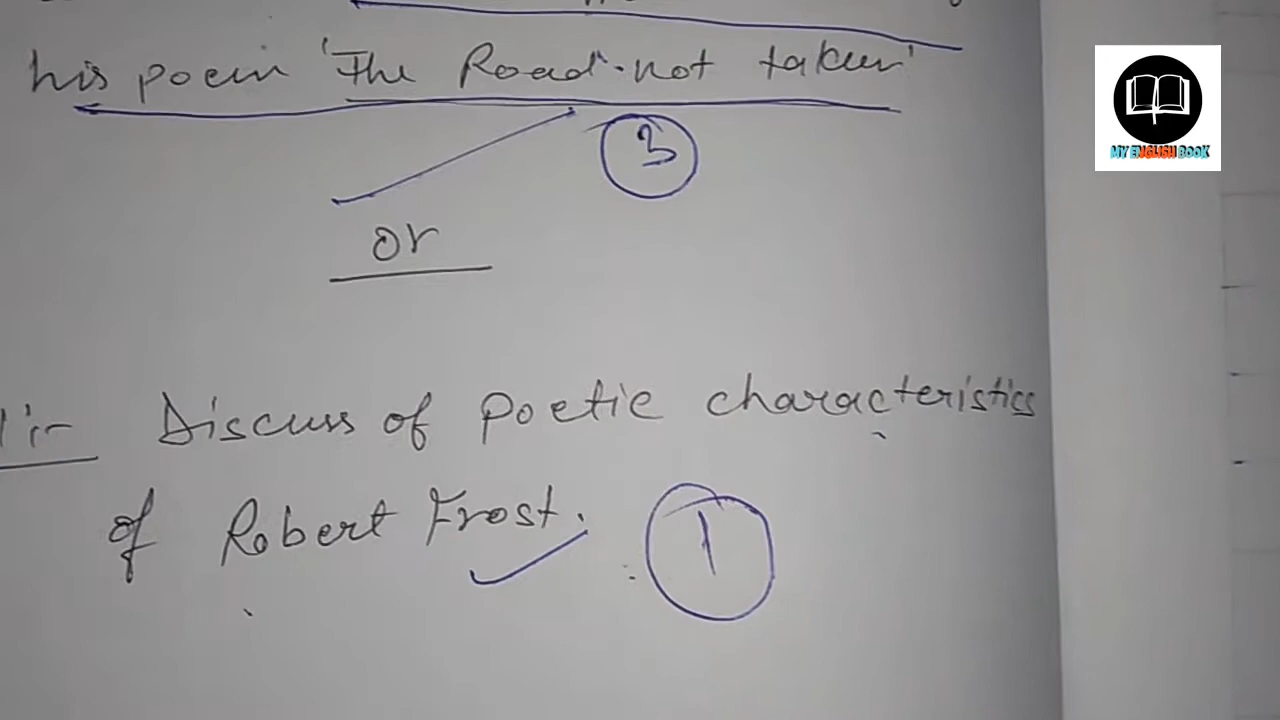 his poem 'The Road not taken'
3
MY ENGLISH BOOK
or
Discuss of Poetic characteristics
of Robert Frost.
1